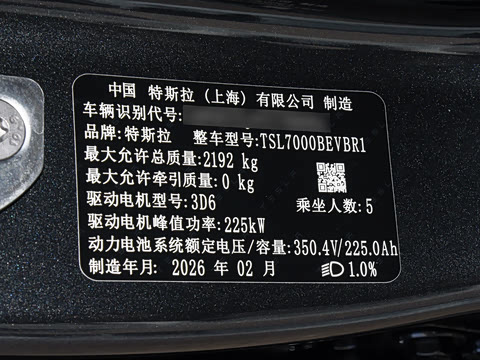 中国 特斯拉（上海）有限公司 制造
车辆识别代号:
品牌:特斯拉 整车型号:TSL7000BEVBR1
最大允许总质量:2192 kg
最大允许牵引质量:0 kg
驱动电机型号:3D6 乘坐人数:5
驱动电机峰值功率:225kW
动力电池系统额定电压/容量:350.4V/225.0Ah
制造年月: 2026 年 02 月 1.0%